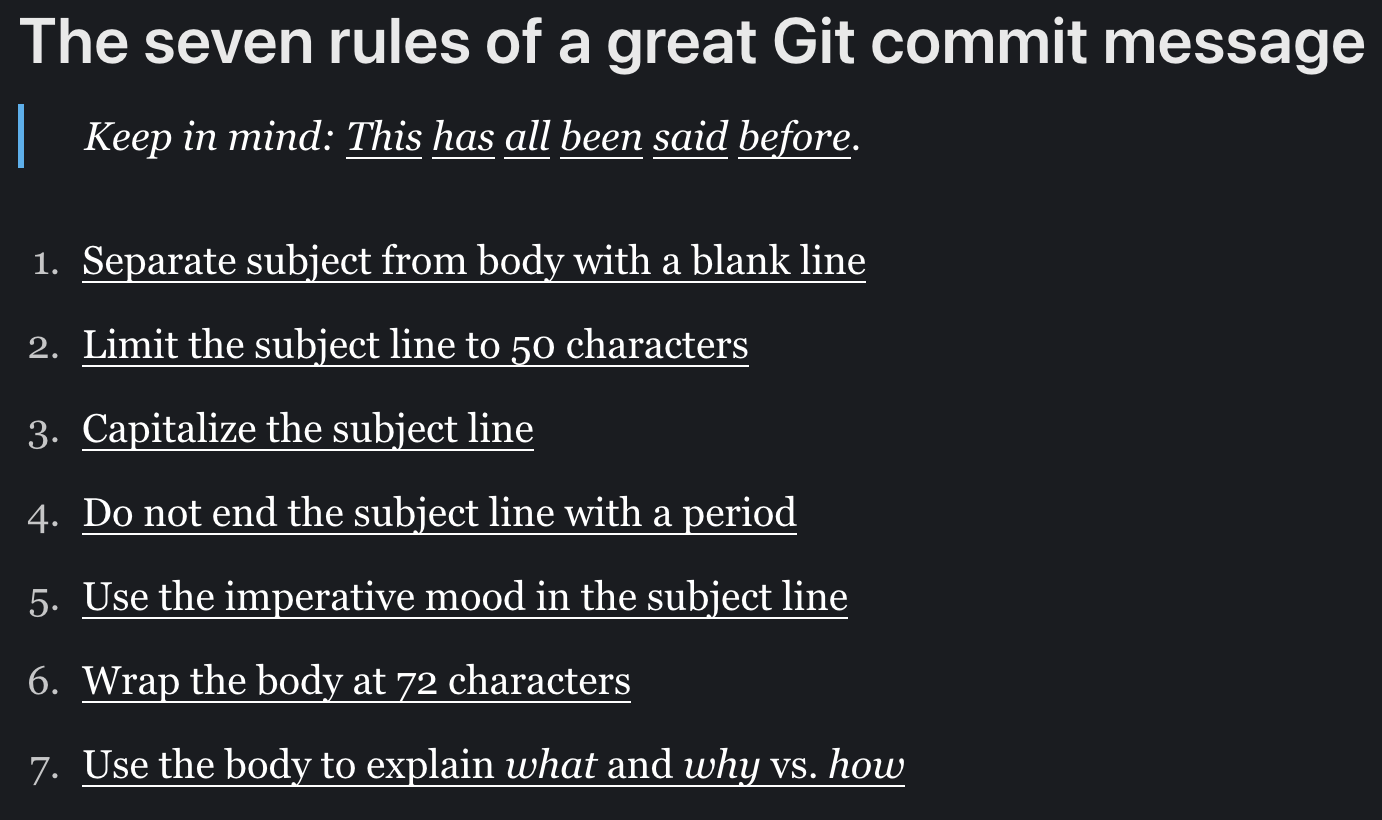 The seven rules of a great Git commit message
Keep in mind: This has all been said before.
1. Separate subject from body with a blank line
2. Limit the subject line to 50 characters
3. Capitalize the subject line
4. Do not end the subject line with a period
5. Use the imperative mood in the subject line
6. Wrap the body at 72 characters
7. Use the body to explain what and why vs. how